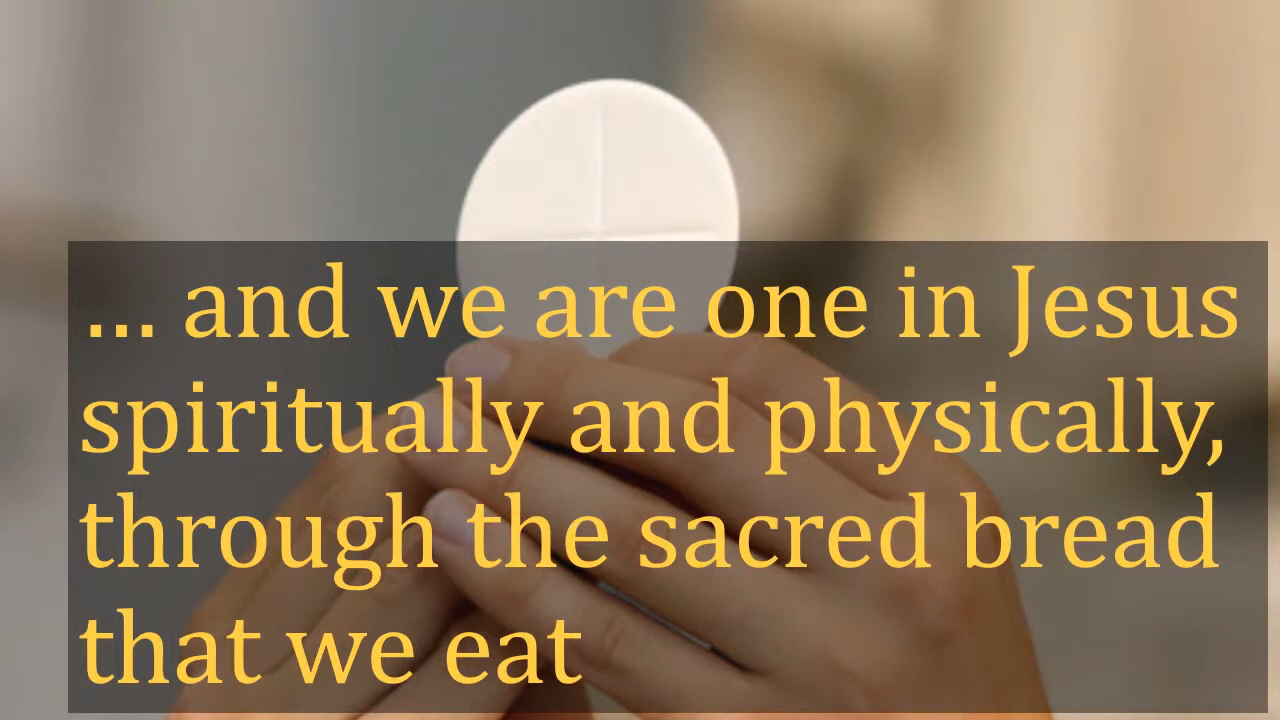 ... and we are one in Jesus
spiritually and physically,
through the sacred bread
that we eat